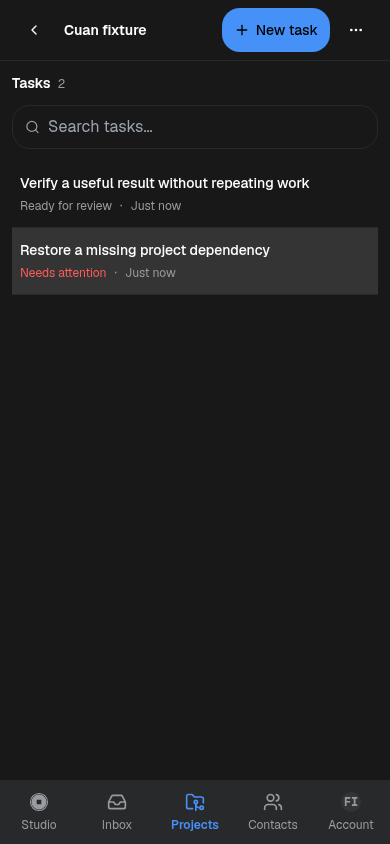 Cuan fixture
New task
Tasks 2
Search tasks...
Verify a useful result without repeating work
Ready for review · Just now
Restore a missing project dependency
Needs attention · Just now
Studio
Inbox
Projects
Contacts
FI
Account